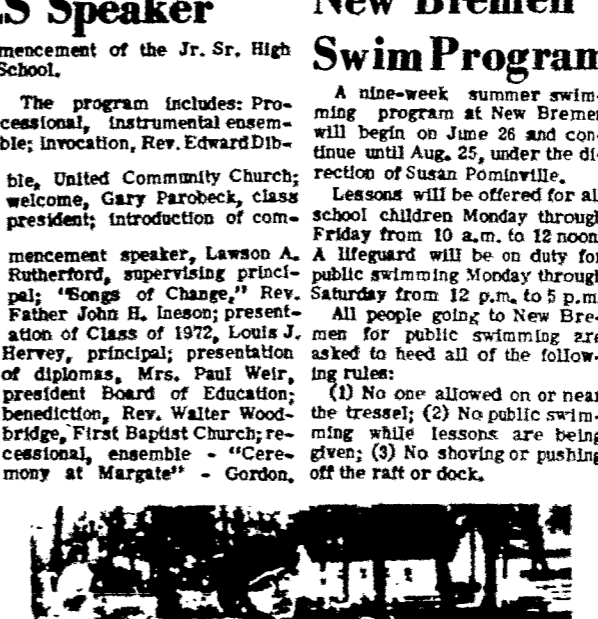 LS Speaker
mencement of the Jr. Sr. High
School.
The program includes: Pro-
cessional, instrumental ensem-
ble; invocation, Rev. Edward Dib-
ble, United Community Church;
welcome, Gary Parobeck, class
president; introduction of com-
mencement speaker, Lawson A.
Rutherford, supervising princi-
pal; "Songs of Change," Rev.
Father John H. Ineson; present-
ation of Class of 1972, Louis J.
Hervey, principal; presentation
of diplomas, Mrs. Paul Weir,
president Board of Education;
benediction, Rev. Walter Wood-
bridge, First Baptist Church; re-
cessional, ensemble - "Cere-
mony at Margate" - Gordon.
New Bremen
Swim Program
A nine-week summer swim-
ming program at New Bremen
will begin on June 26 and con-
tinue until Aug. 25, under the di-
rection of Susan Pominville.
Lessons will be offered for all
school children Monday through
Friday from 10 a.m. to 12 noon.
A lifeguard will be on duty for
public swimming Monday through
Saturday from 12 p.m. to 5 p.m.
All people going to New Bre-
men for public swimming are
asked to heed all of the follow-
ing rules:
(1) No one allowed on or near
the tressel; (2) No public swim-
ming while lessons are being
given; (3) No shoving or pushing
off the raft or dock.